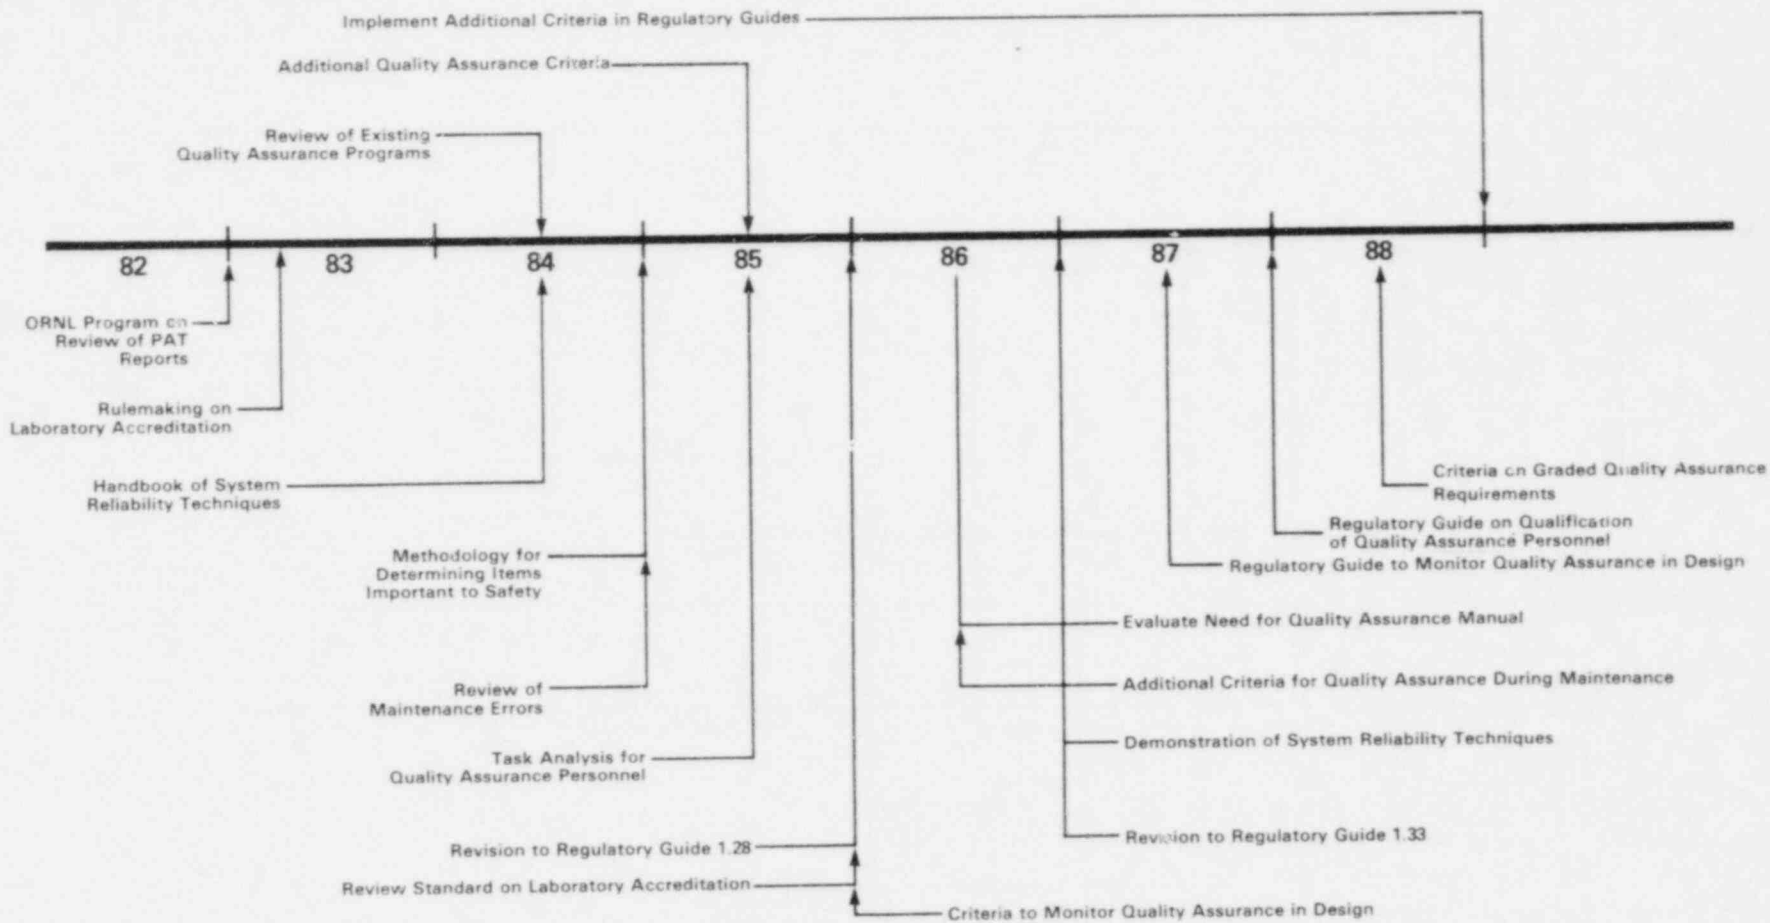 Implement Additional Criteria in Regulatory Guides
Additional Quality Assurance Criteria
Review of Existing
Quality Assurance Programs
82
83
84
85
86
87
88
ORNL Program on
Review of PAT
Reports
Rulemaking on
Laboratory Accreditation
Handbook of System
Reliability Techniques
Methodology for
Determining Items
Important to Safety
Review of
Maintenance Errors
Task Analysis for
Quality Assurance Personnel
Revision to Regulatory Guide 1.28
Review Standard on Laboratory Accreditation
Criteria to Monitor Quality Assurance in Design
Criteria on Graded Quality Assurance
Requirements
Regulatory Guide on Qualification
of Quality Assurance Personnel
Regulatory Guide to Monitor Quality Assurance in Design
Evaluate Need for Quality Assurance Manual
Additional Criteria for Quality Assurance During Maintenance
Demonstration of System Reliability Techniques
Revision to Regulatory Guide 1.33